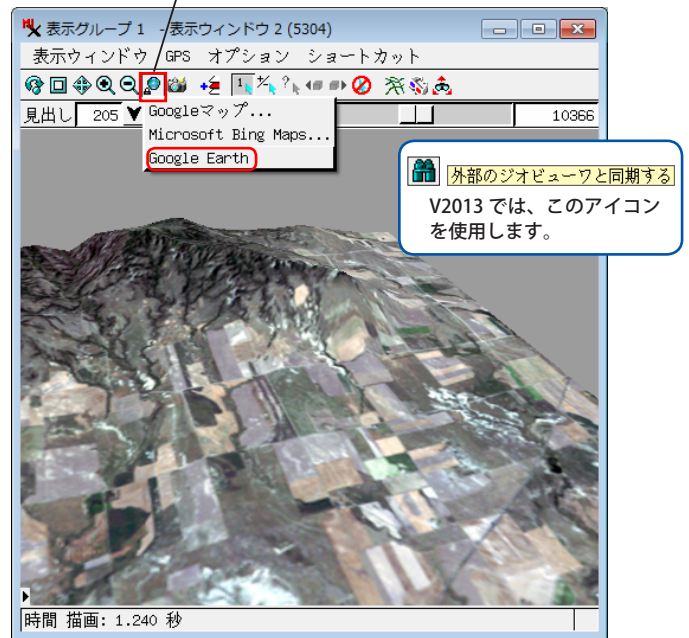 表示グループ 1 - 表示ウィンドウ 2 (5304)
表示ウィンドウ GPS オプション ショートカット
見出し 205 10366
Googleマップ...
Microsoft Bing Maps...
Google Earth
外部のジオビューワと同期する
V2013 では、このアイコン
を使用します。
時間 描画: 1.240 秒